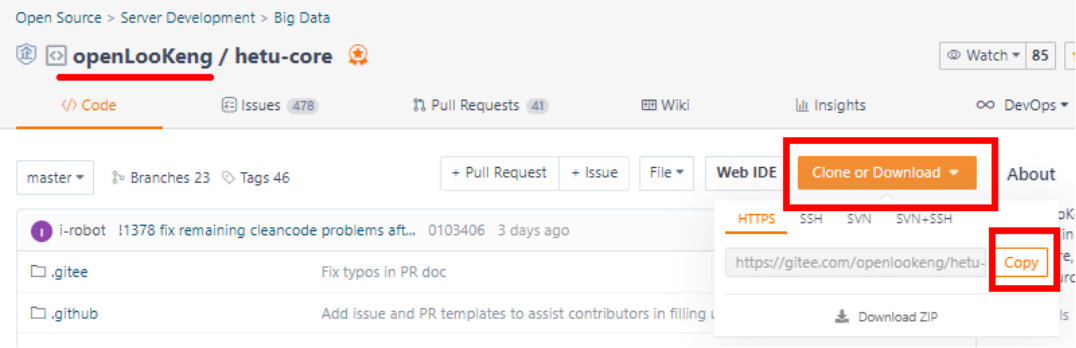 Open Source > Server Development > Big Data
openLooKeng / hetu-core
Watch 85
Code Issues 478 Pull Requests 41 Wiki Insights DevOps
master Branches 23 Tags 46 + Pull Request + Issue File Web IDE Clone or Download About
HTTPS SSH SVN SVN+SSH
i-robot !1378 fix remaining cleancode problems aft... 0103406 3 days ago
https://gitee.com/openlookeng/hetu- Copy
.gitee Fix typos in PR doc
Download ZIP
.github Add issue and PR templates to assist contributors in filling